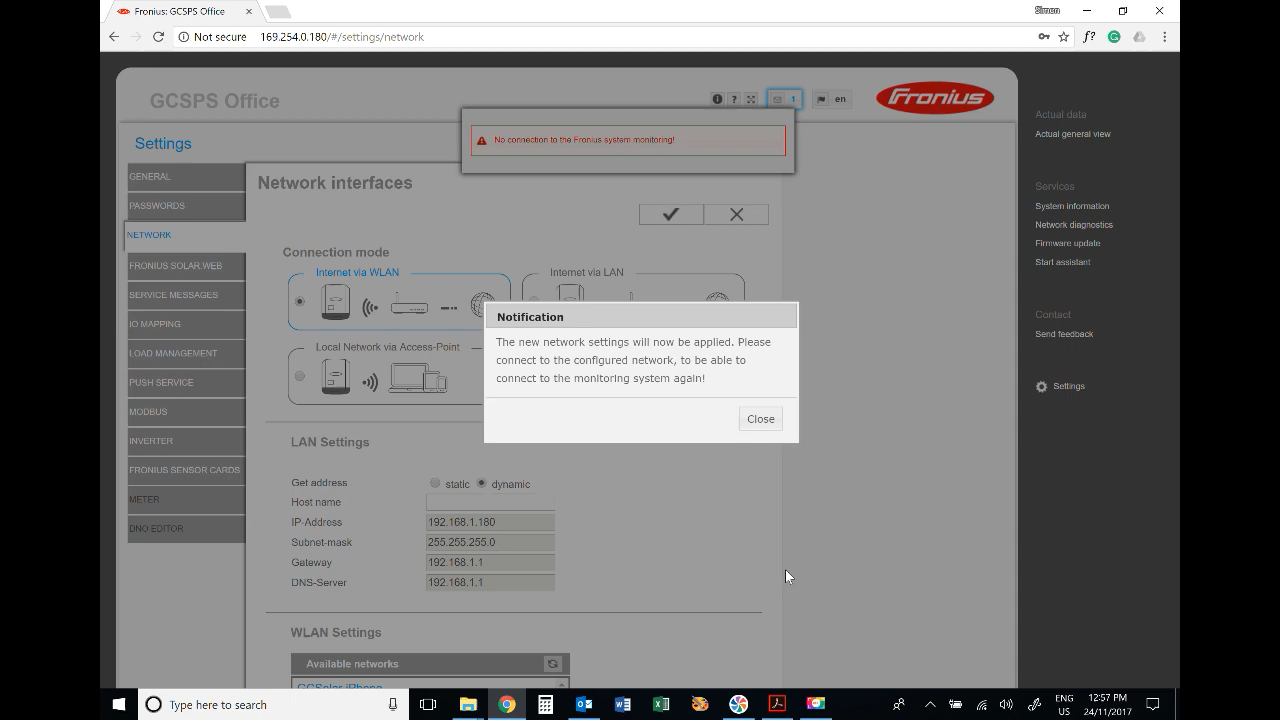 Fronius: GCSPS Office
Simon
Not secure
169.254.0.180/#/settings/network
f?
GCSPS Office
1
en
Fronius
No connection to the Fronius system monitoring!
Settings
GENERAL
PASSWORDS
NETWORK
FRONIUS SOLAR.WEB
SERVICE MESSAGES
IO MAPPING
LOAD MANAGEMENT
PUSH SERVICE
MODBUS
INVERTER
FRONIUS SENSOR CARDS
METER
DNO EDITOR
Network interfaces
Connection mode
Internet via WLAN
Internet via LAN
Local Network via Access-Point
Notification
The new network settings will now be applied. Please
connect to the configured network, to be able to
connect to the monitoring system again!
Close
LAN Settings
Get address
static
dynamic
Host name
IP-Address
192.168.1.180
Subnet-mask
255.255.255.0
Gateway
192.168.1.1
DNS-Server
192.168.1.1
WLAN Settings
Available networks
GCSolar iPhone
Actual data
Actual general view
Services
System information
Network diagnostics
Firmware update
Start assistant
Contact
Send feedback
Settings
Type here to search
ENG
US
12:57 PM
24/11/2017